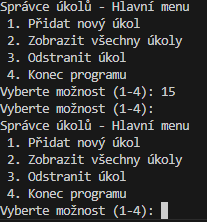 Správce úkolů - Hlavní menu
1. Přidat nový úkol
2. Zobrazit všechny úkoly
3. Odstranit úkol
4. Konec programu
Vyberte možnost (1-4): 15
Vyberte možnost (1-4):
Správce úkolů - Hlavní menu
1. Přidat nový úkol
2. Zobrazit všechny úkoly
3. Odstranit úkol
4. Konec programu
Vyberte možnost (1-4):